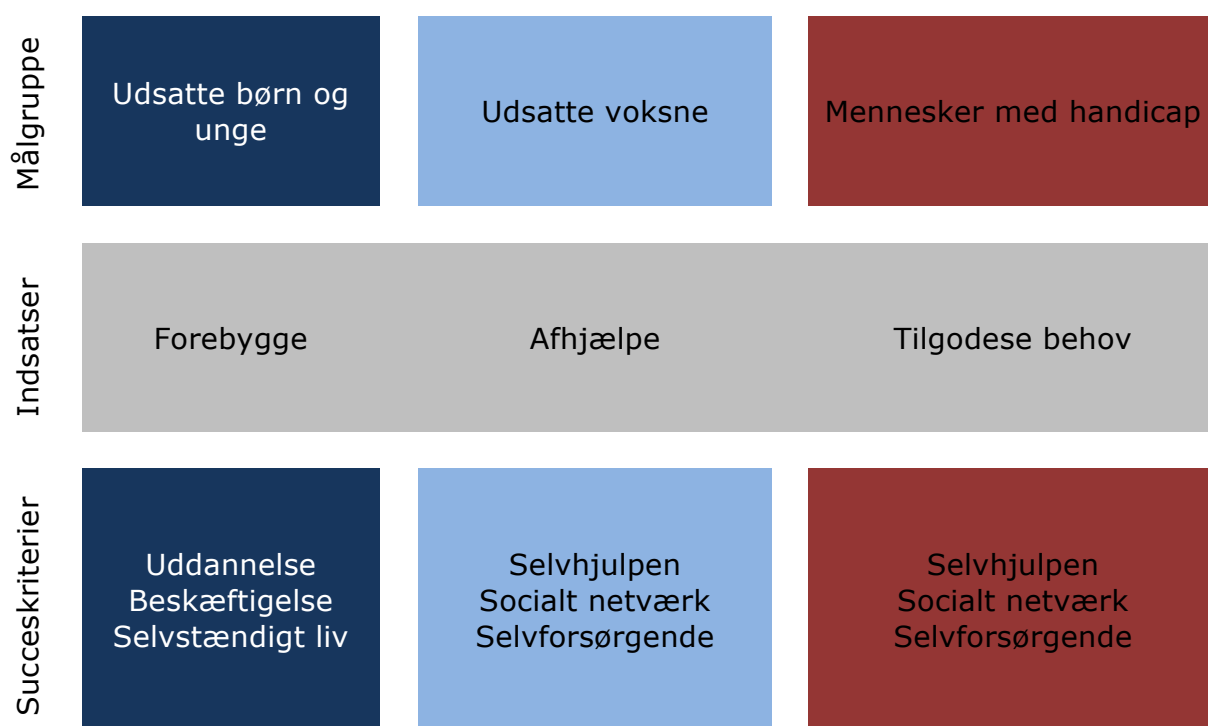 Målgruppe
Udsatte børn og
unge
Udsatte voksne
Mennesker med handicap
Indsatser
Forebygge
Afhjælpe
Tilgodese behov
Succeskriterier
Uddannelse
Beskæftigelse
Selvstændigt liv
Selvhjulpen
Socialt netværk
Selvforsørgende
Selvhjulpen
Socialt netværk
Selvforsørgende